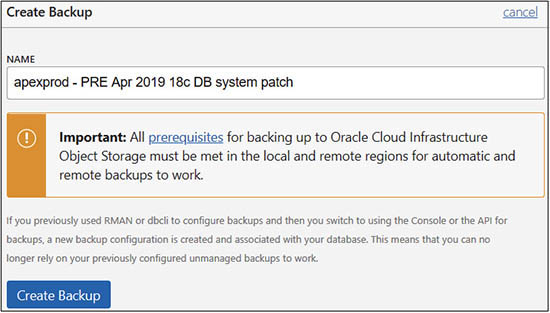 Create Backup
cancel
NAME
apexprod - PRE Apr 2019 18c DB system patch
Important: All prerequisites for backing up to Oracle Cloud Infrastructure
Object Storage must be met in the local and remote regions for automatic and
remote backups to work.
If you previously used RMAN or dbcli to configure backups and then you switch to using the Console or the API for
backups, a new backup configuration is created and associated with your database. This means that you can no
longer rely on your previously configured unmanaged backups to work.
Create Backup